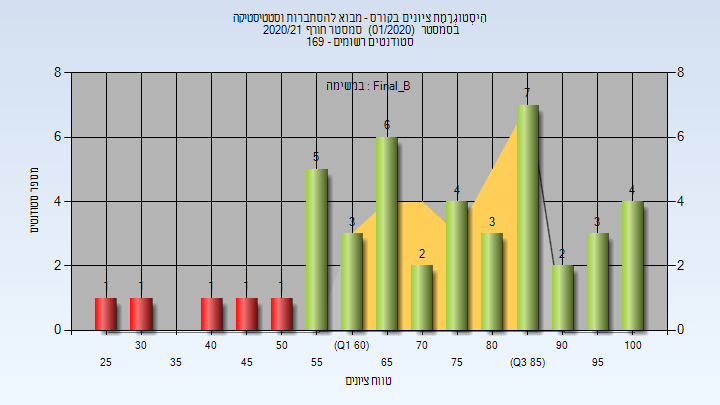 הִיסְטוֹגְרָמַת ציונים בקורס - מבוא להסתברות וסטטיסטיקה
בסמסטר (01/2020) סמסטר חורף 2020/21
סטודנטים רשומים - 169
במשימה : Final_B
8 8
6 6
4 4
2 2
0 0
מספר סטודנטים
1 1 1 1 1 5 3 6 2 4 3 7 2 3 4
30 40 50 (Q1 60) 70 80 90 100
25 35 45 55 65 75 (Q3 85) 95
טווח ציונים